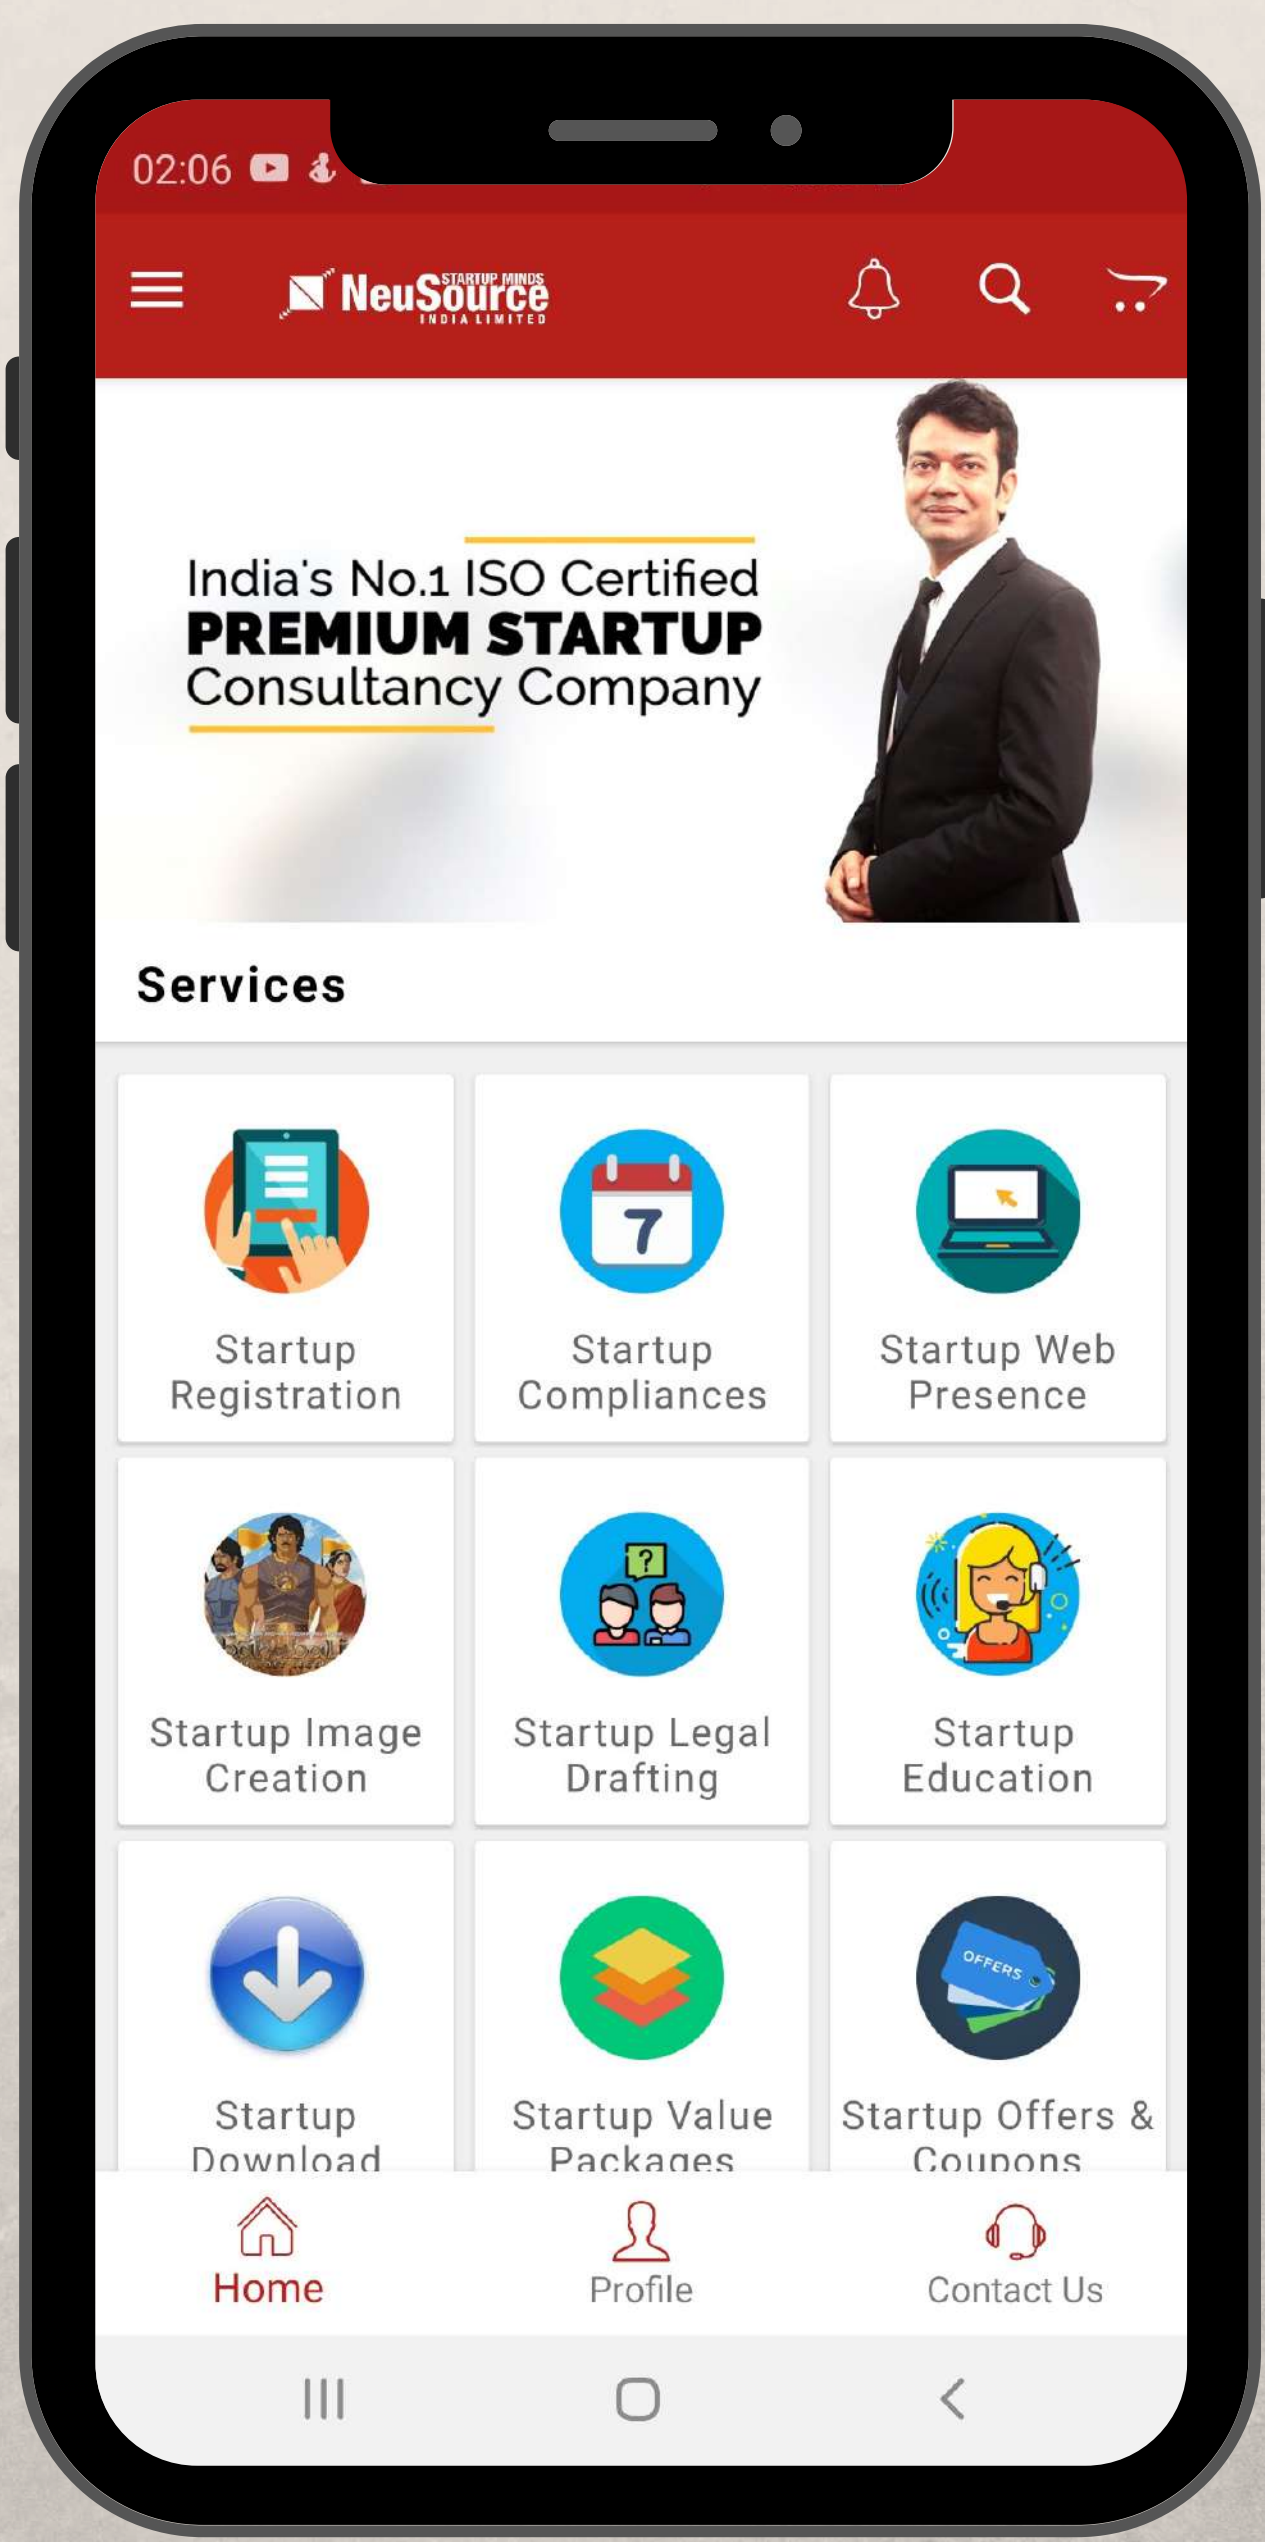 02:06
STARTUP MINDS
NeuSource
INDIA LIMITED
India's No.1 ISO Certified
PREMIUM STARTUP
Consultancy Company
Services
7
Startup
Registration
Startup
Compliances
Startup Web
Presence
?
Startup Image
Creation
Startup Legal
Drafting
Startup
Education
OFFERS
Startup
Download
Startup Value
Packages
Startup Offers &
Coupons
Home
Profile
Contact Us